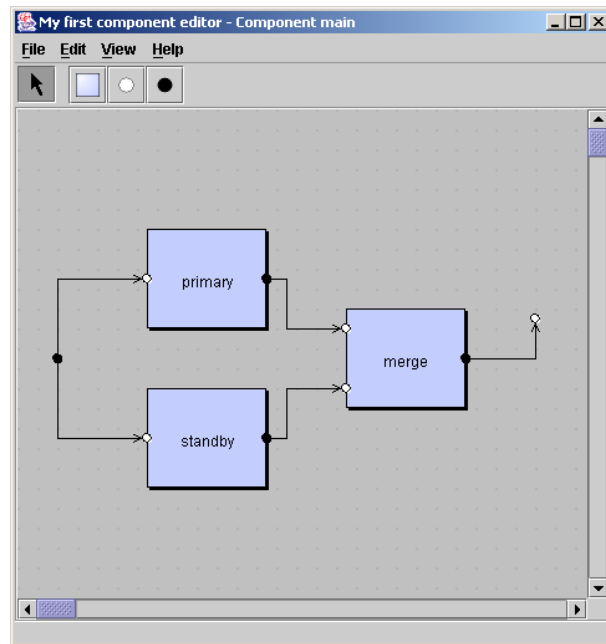 My first component editor - Component main
File Edit View Help
primary
merge
standby